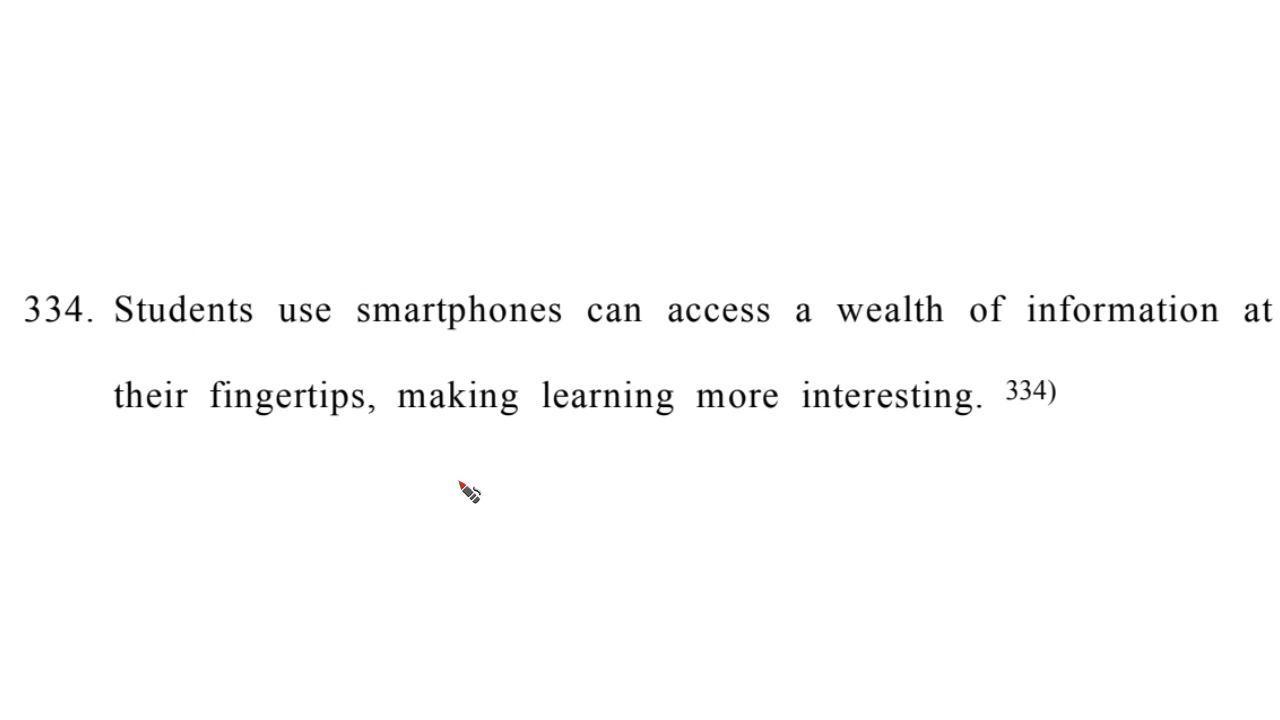 334. Students use smartphones can access a wealth of information at
their fingertips, making learning more interesting. 334)